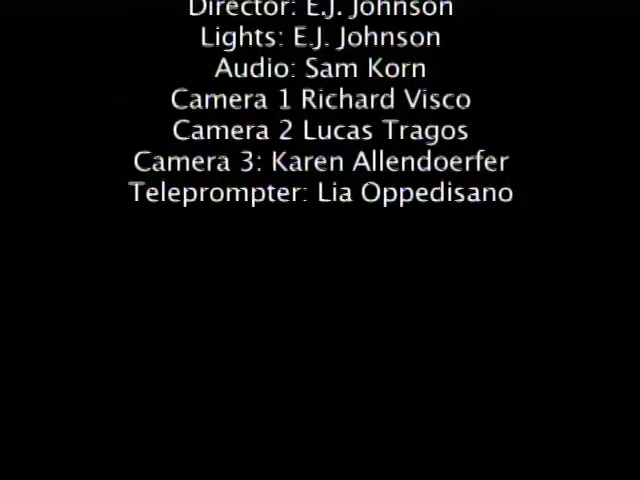 Director: E.J. Johnson
Lights: E.J. Johnson
Audio: Sam Korn
Camera 1 Richard Visco
Camera 2 Lucas Tragos
Camera 3: Karen Allendoerfer
Teleprompter: Lia Oppedisano